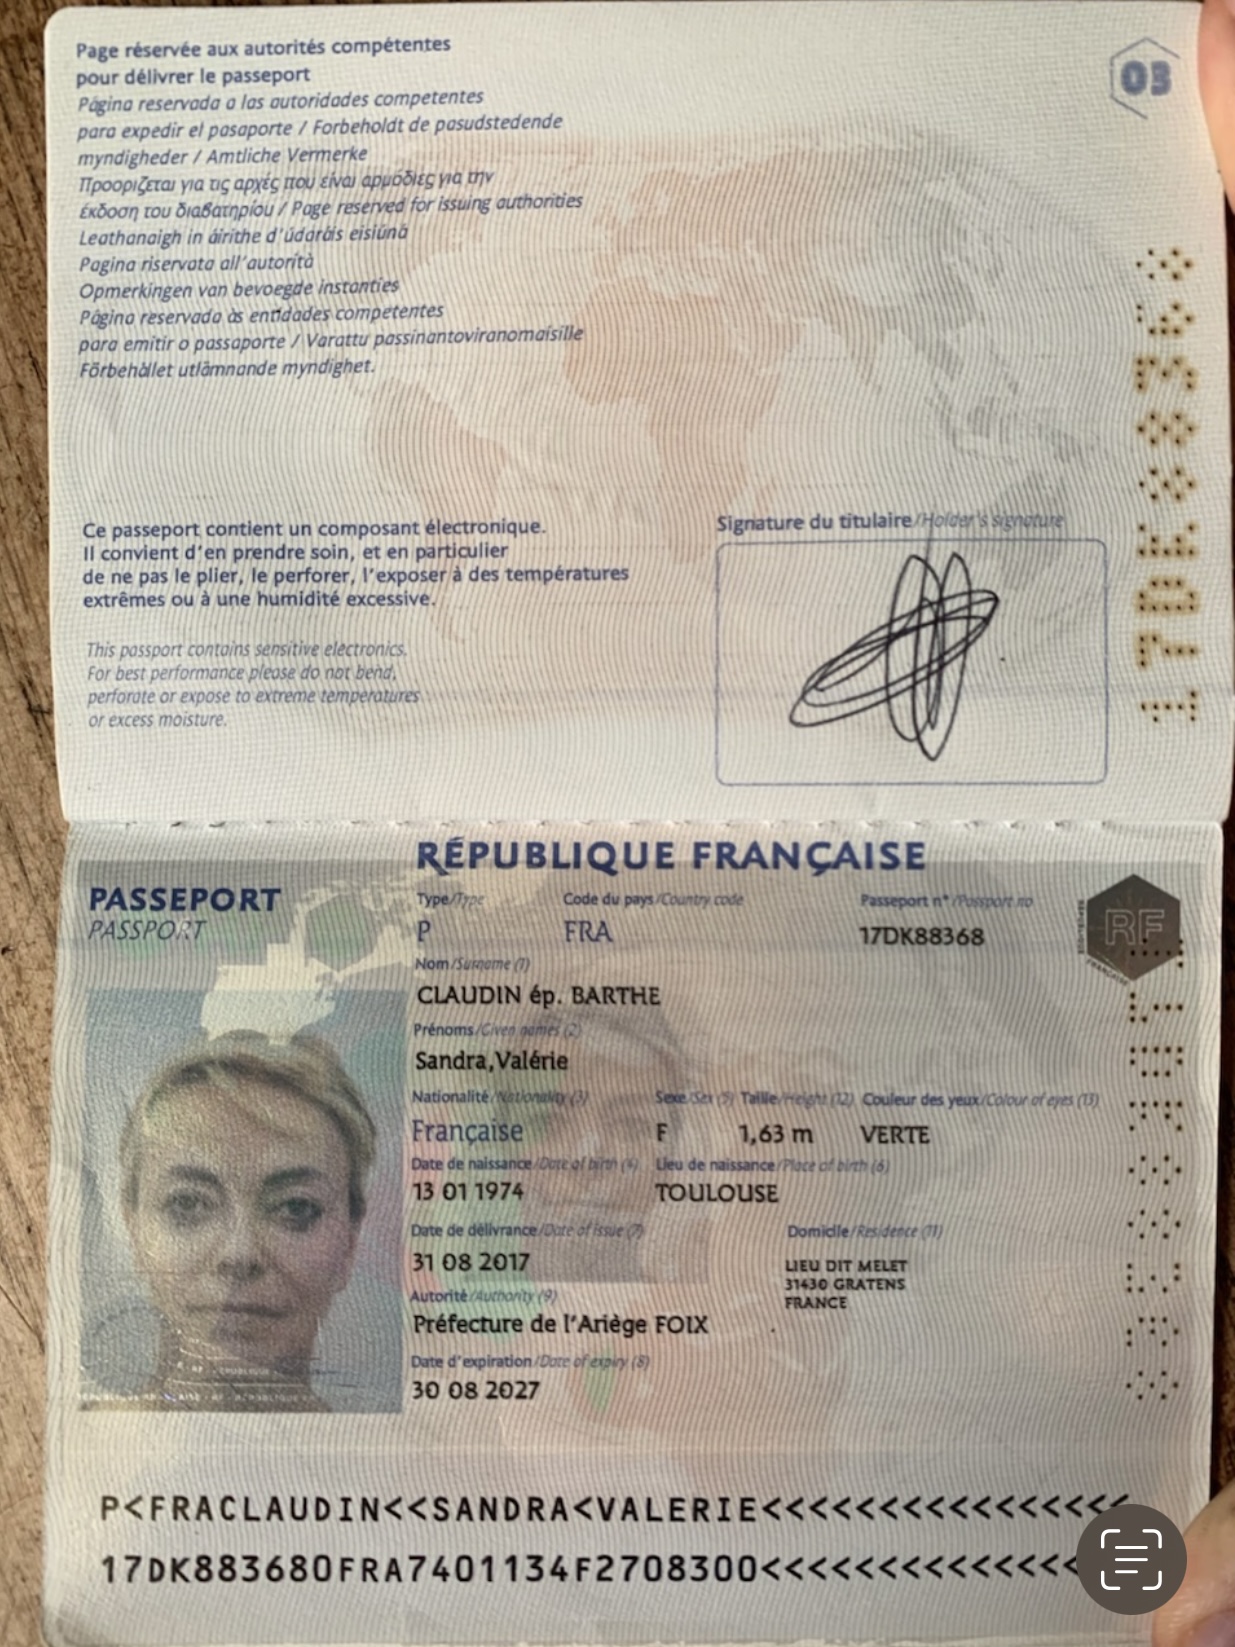 Page réservée aux autorités compétentes
pour délivrer le passeport
Página reservada a las autoridades competentes
para expedir el pasaporte / Forbeholdt de pasudstedende
myndigheder / Amtliche Vermerke
Προορίζεται για τις αρχές που είναι αρμόδιες για την
έκδοση του διαβατηρίου / Page reserved for issuing authorities
Leathanaigh in áirithe d'údaráis eisiúná
Pagina riservata all'autorità
Opmerkingen van bevoegde instanties
Página reservada às entidades competentes
para emitir o passaporte / Varattu passinantoviranomaisille
Förbehållet utlämnande myndighet.
03
Ce passeport contient un composant électronique.
Il convient d'en prendre soin, et en particulier
de ne pas le plier, le perforer, l'exposer à des températures
extrêmes ou à une humidité excessive.
This passport contains sensitive electronics.
For best performance please do not bend,
perforate or expose to extreme temperatures
or excess moisture.
Signature du titulaire/Holder's signature
RÉPUBLIQUE FRANÇAISE
PASSEPORT
PASSPORT
Type/Type Code du pays/Country code Passeport n°/Passport no
P FRA 17DK88368
RF
Nom/Surname (1)
CLAUDIN ép. BARTHE
Prénoms/Given names (2)
Sandra,Valérie
Nationalité/Nationality (3) Sexe/Sex (5) Taille/Height (12) Couleur des yeux/Colour of eyes (13)
Française F 1,63 m VERTE
Date de naissance/Date of birth (4) Lieu de naissance/Place of birth (6)
13 01 1974 TOULOUSE
Date de délivrance/Date of issue (7) Domicile/Residence (11)
31 08 2017
LIEU DIT MELET
31430 GRATENS
FRANCE
Autorité/Authority (9)
Préfecture de l'Ariège FOIX
Date d'expiration/Date of expiry (8)
30 08 2027
P<FRACLAUDIN<<SANDRA<VALERIE<<<<<<<<<<<<<<<<
17DK883680FRA7401134F2708300<<<<<<<<<<<<<<